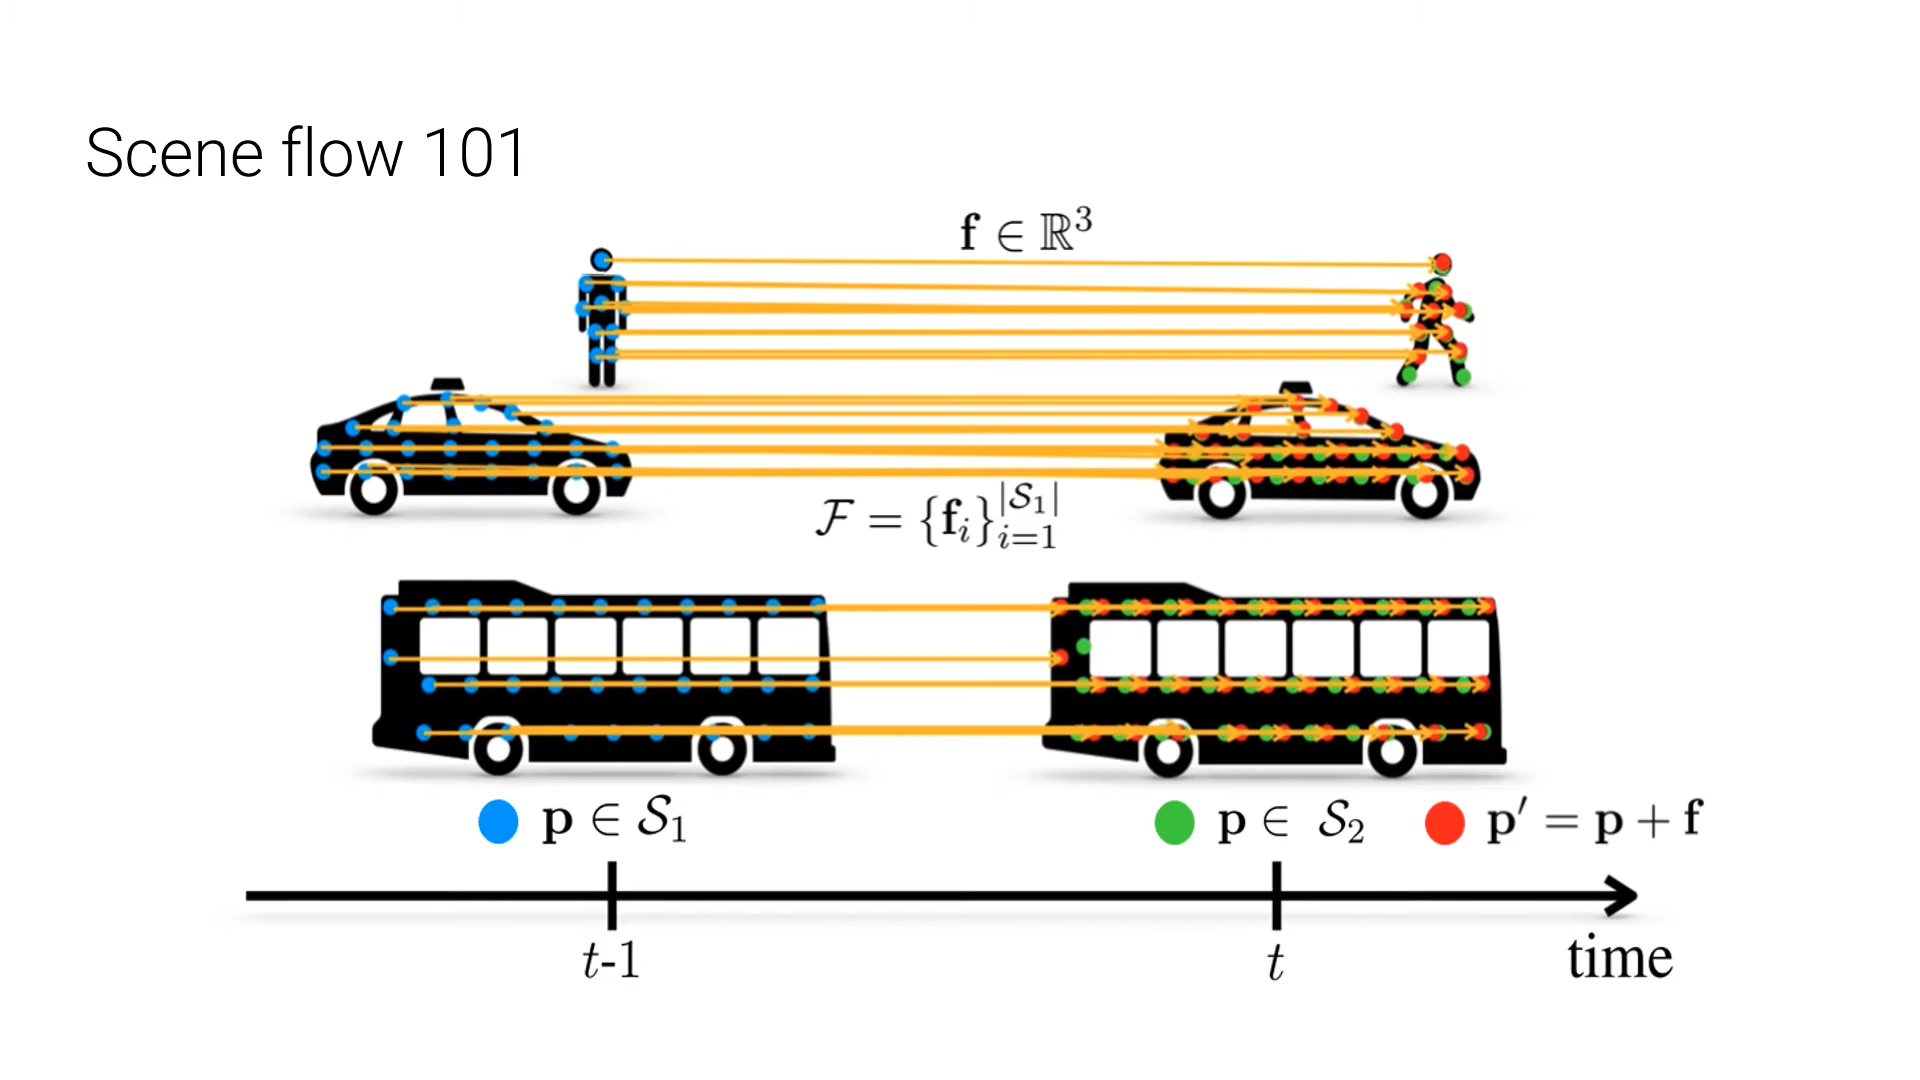 Scene flow 101
f ∈ ℝ³
ℱ = {fᵢ}ᵢ₌₁^|𝒮₁|
p ∈ 𝒮₁
p ∈ 𝒮₂
p′ = p + f
t-1
t
time